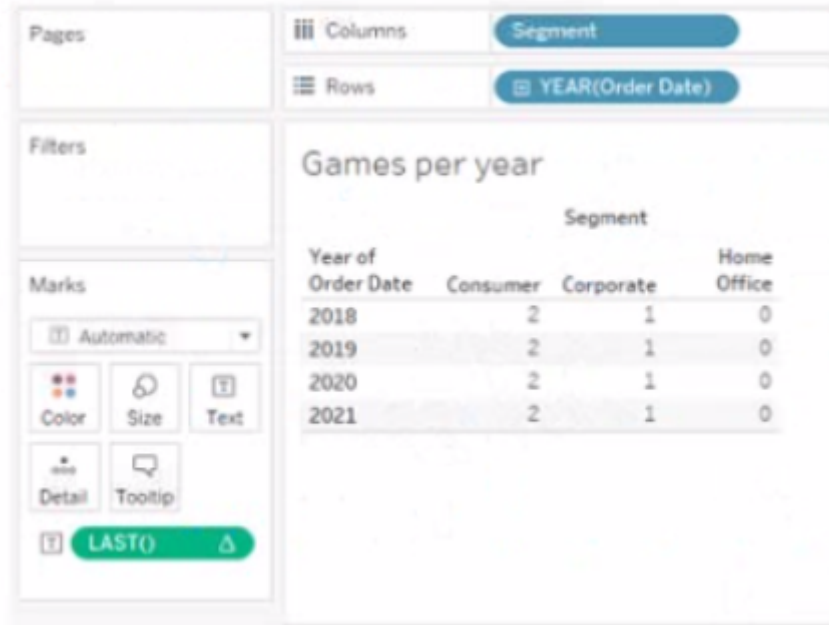 Pages
Columns Segment
Rows YEAR(Order Date)
Filters
Games per year
Segment
Year of
Order Date Consumer Corporate Home
Office
2018 2 1 0
2019 2 1 0
2020 2 1 0
2021 2 1 0
Marks
Automatic
Color Size Text
Detail Tooltip
LAST()